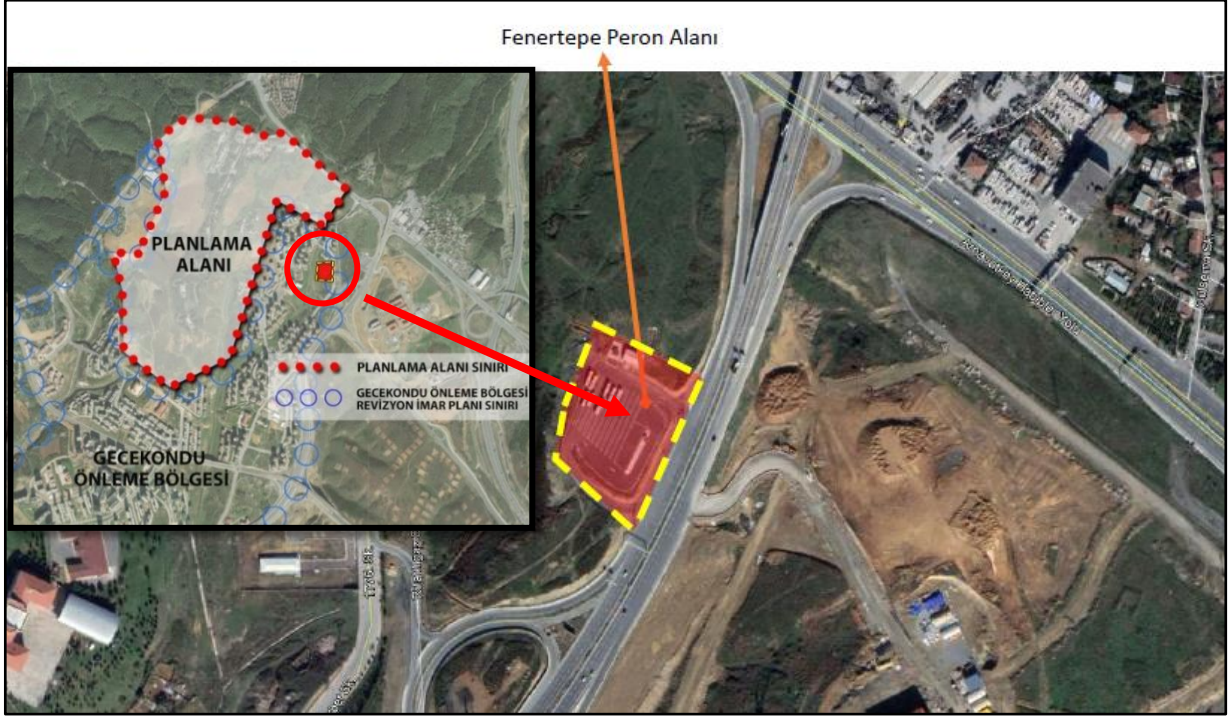 Fenertepe Peron Alanı
PLANLAMA
ALANI
PLANLAMA ALANI SINIRI
GECEKONDU ÖNLEME BÖLGESİ
REVİZYON İMAR PLANI SINIRI
GECEKONDU
ÖNLEME BÖLGESİ